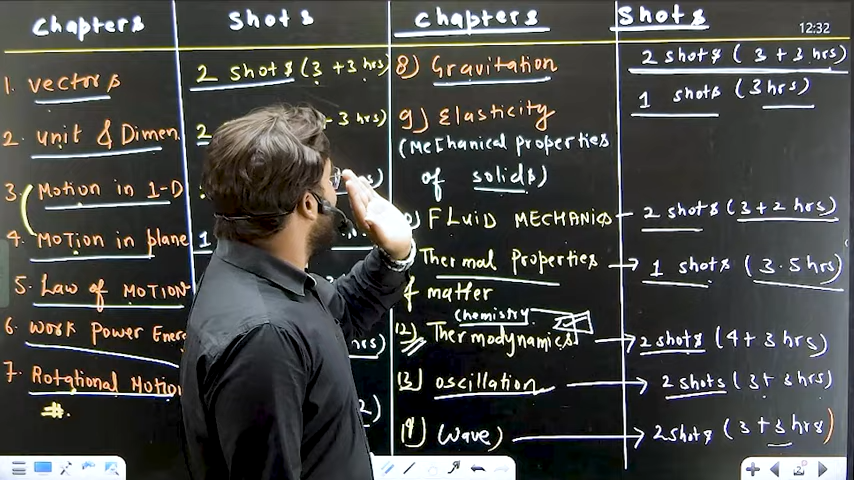 chapters
shots
1. vectors
2 shots (3 + 3 hrs)
2. unit & Dimen.
2
- 3 hrs)
3. Motion in 1-D
4. MoTion in plane
1
5. Law of MOTION
6. work Power Ener
7. Rotational Motion
#.
chapters
shots
12:32
8) Gravitation
2 shots (3 + 3 hrs)
9) Elasticity
1 shots (3hrs)
(Mechanical properties
of solids)
FLUID MECHANICS
2 shots (3 + 2 hrs)
Thermal Properties
1 shots (3.5 hrs)
f matter
chemistry
12) Thermodynamics
2 shots (4 + 3 hrs)
13) oscillation
2 shots (3 + 3 hrs)
14) wave)
2 shots (3 + 3 hrs)